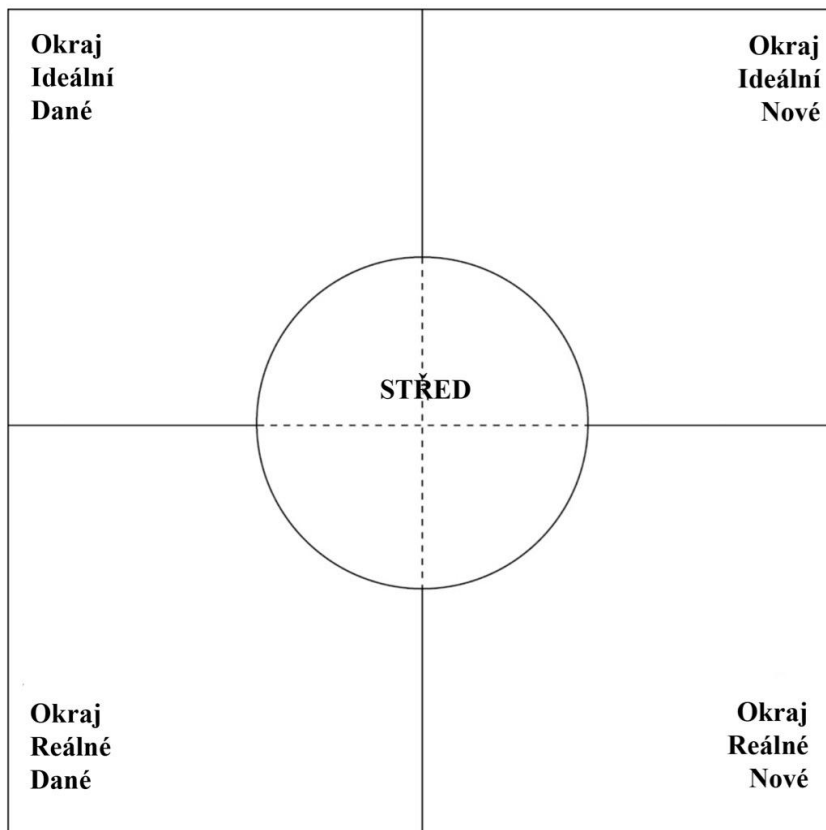 Okraj
Ideální
Dané
Okraj
Ideální
Nové
STŘED
Okraj
Reálné
Dané
Okraj
Reálné
Nové